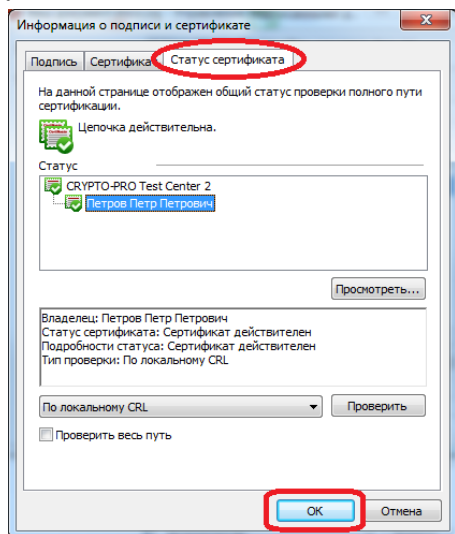 Информация о подписи и сертификате
Подпись Сертификат Статус сертификата
На данной странице отображен общий статус проверки полного пути
сертификации.
Цепочка действительна.
Статус
CRYPTO-PRO Test Center 2
Петров Петр Петрович
Просмотреть...
Владелец: Петров Петр Петрович
Статус сертификата: Сертификат действителен
Подробности статуса: Сертификат действителен
Тип проверки: По локальному CRL
По локальному CRL
Проверить
Проверить весь путь
ОК
Отмена